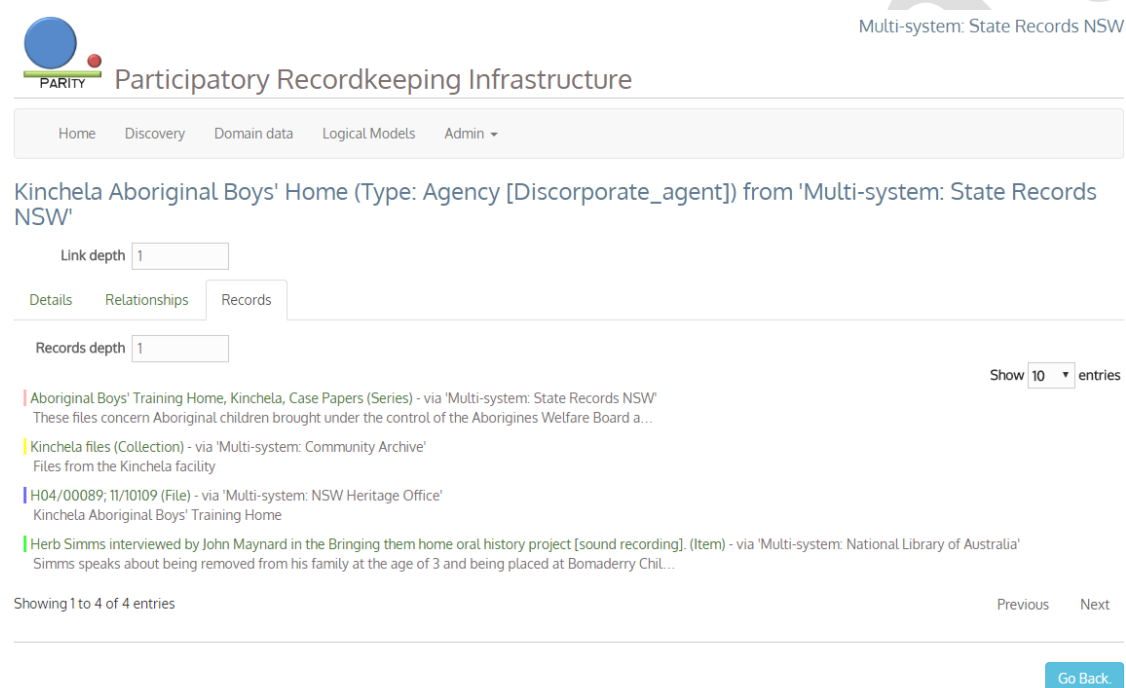 Multi-system: State Records NSW
PARITY
Participatory Recordkeeping Infrastructure
Home Discovery Domain data Logical Models Admin
Kinchela Aboriginal Boys' Home (Type: Agency [Discorporate_agent]) from 'Multi-system: State Records
NSW'
Link depth 1
Details Relationships Records
Records depth 1
Show 10 entries
Aboriginal Boys' Training Home, Kinchela, Case Papers (Series) - via 'Multi-system: State Records NSW'
These files concern Aboriginal children brought under the control of the Aborigines Welfare Board a...
Kinchela files (Collection) - via 'Multi-system: Community Archive'
Files from the Kinchela facility
H04/00089; 11/10109 (File) - via 'Multi-system: NSW Heritage Office'
Kinchela Aboriginal Boys' Training Home
Herb Simms interviewed by John Maynard in the Bringing them home oral history project [sound recording]. (Item) - via 'Multi-system: National Library of Australia'
Simms speaks about being removed from his family at the age of 3 and being placed at Bomaderry Chil...
Showing 1 to 4 of 4 entries
Previous Next
Go Back.